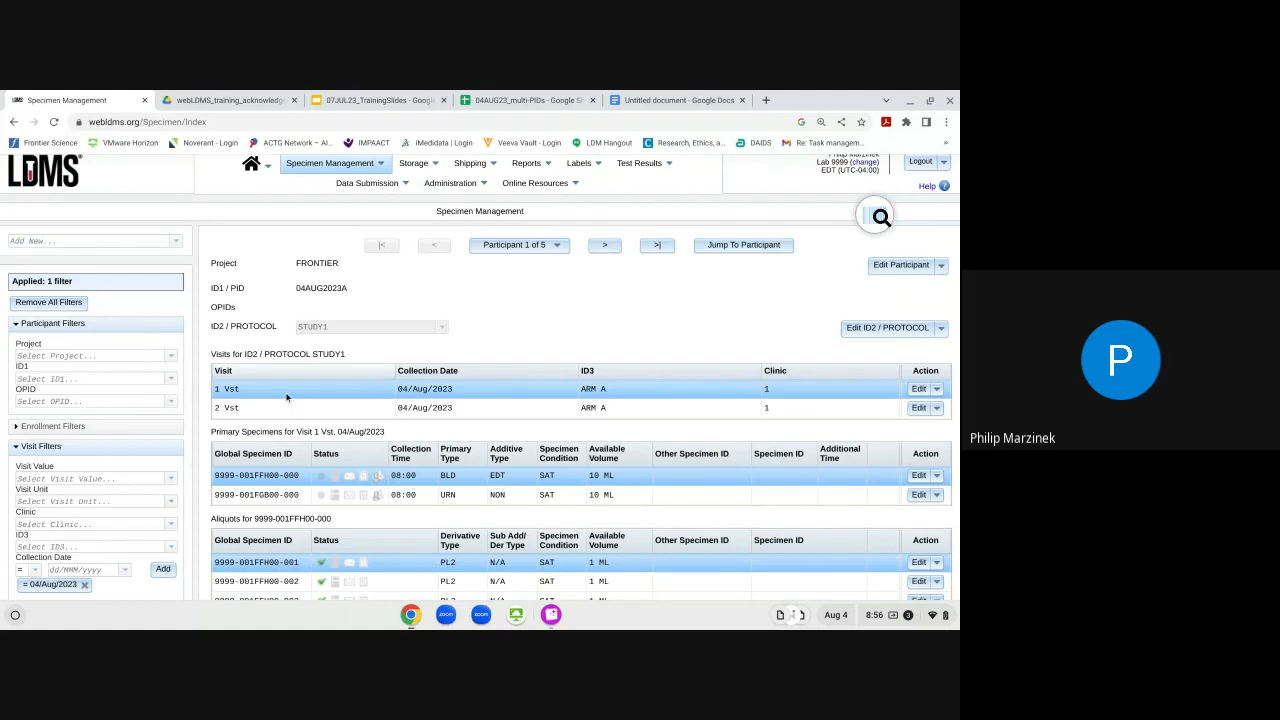 Specimen Management
webLDMS_training_acknowledg
07JUL23_TrainingSlides - Google
04AUG23_multi-PIDs - Google S
Untitled document - Google Docs
webldms.org/Specimen/Index
Frontier Science
VMware Horizon
Noverant - Login
ACTG Network – Al...
IMPAACT
iMedidata - Login
Veeva Vault - Login
LDM Hangout
Research, Ethics, a...
DAIDS
Re: Task managem...
»
LDMS
Specimen Management
Storage
Shipping
Reports
Labels
Test Results
Data Submission
Administration
Online Resources
Philip Marzinek
Lab 9999 (change)
EDT (UTC-04:00)
Logout
Help ?
Specimen Management
Add New...
Applied: 1 filter
Remove All Filters
Participant Filters
Project
Select Project...
ID1
Select ID1...
OPID
Select OPID...
Enrollment Filters
Visit Filters
Visit Value
Select Visit Value...
Visit Unit
Select Visit Unit...
Clinic
Select Clinic...
ID3
Select ID3...
Collection Date
= dd/MMM/yyyy Add
= 04/Aug/2023
|< < Participant 1 of 5 > >| Jump To Participant
Project FRONTIER
Edit Participant
ID1 / PID 04AUG2023A
OPIDs
ID2 / PROTOCOL STUDY1
Edit ID2 / PROTOCOL
Visits for ID2 / PROTOCOL STUDY1
Visit Collection Date ID3 Clinic Action
1 Vst 04/Aug/2023 ARM A 1 Edit
2 Vst 04/Aug/2023 ARM A 1 Edit
Primary Specimens for Visit 1 Vst, 04/Aug/2023
Global Specimen ID Status Collection Time Primary Type Additive Type Specimen Condition Available Volume Other Specimen ID Specimen ID Additional Time Action
9999-001FFH00-000 08:00 BLD EDT SAT 10 ML Edit
9999-001FGB00-000 08:00 URN NON SAT 10 ML Edit
Aliquots for 9999-001FFH00-000
Global Specimen ID Status Derivative Type Sub Add/ Der Type Specimen Condition Available Volume Other Specimen ID Specimen ID Action
9999-001FFH00-001 PL2 N/A SAT 1 ML Edit
9999-001FFH00-002 PL2 N/A SAT 1 ML Edit
zoom
zoom
Aug 4
8:56
3
P
Philip Marzinek